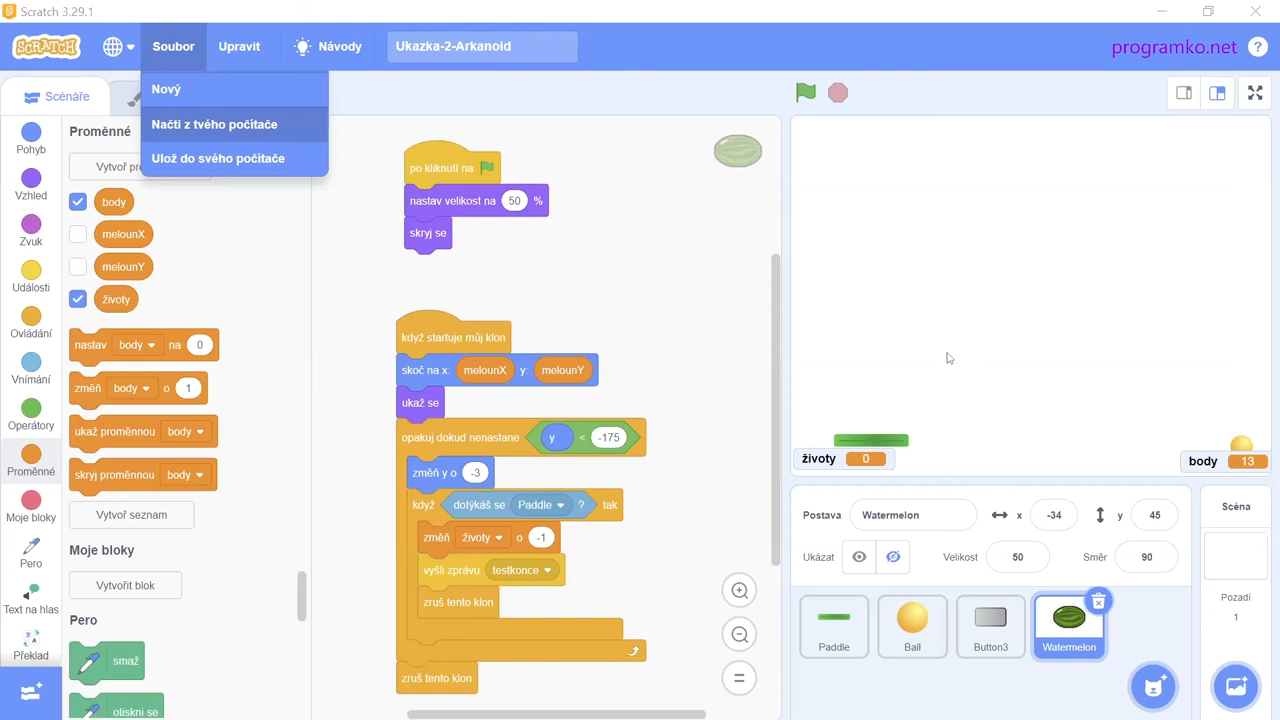 Scratch 3.29.1
SCRATCH
Soubor
Upravit
Návody
Ukazka-2-Arkanoid
programko.net
?
Nový
Načti z tvého počítače
Ulož do svého počítače
Scénáře
Pohyb
Vzhled
Zvuk
Události
Ovládání
Vnímání
Operátory
Proměnné
Moje bloky
Pero
Text na hlas
Překlad
Proměnné
Vytvoř
body
melounX
melounY
životy
nastav body na 0
změň body o 1
ukaž proměnnou body
skryj proměnnou body
Vytvoř seznam
Moje bloky
Vytvořit blok
Pero
smaž
otiskni se
po kliknutí na
nastav velikost na 50 %
skryj se
když startuje můj klon
skoč na x: melounX y: melounY
ukaž se
opakuj dokud nenastane y < -175
změň y o -3
když dotýkáš se Paddle ? tak
změň životy o -1
vyšli zprávu testkonce
zruš tento klon
zruš tento klon
životy 0
body 13
Postava Watermelon x -34 y 45
Ukázat Velikost 50 Směr 90
Paddle
Ball
Button3
Watermelon
Scéna
Pozadí
1